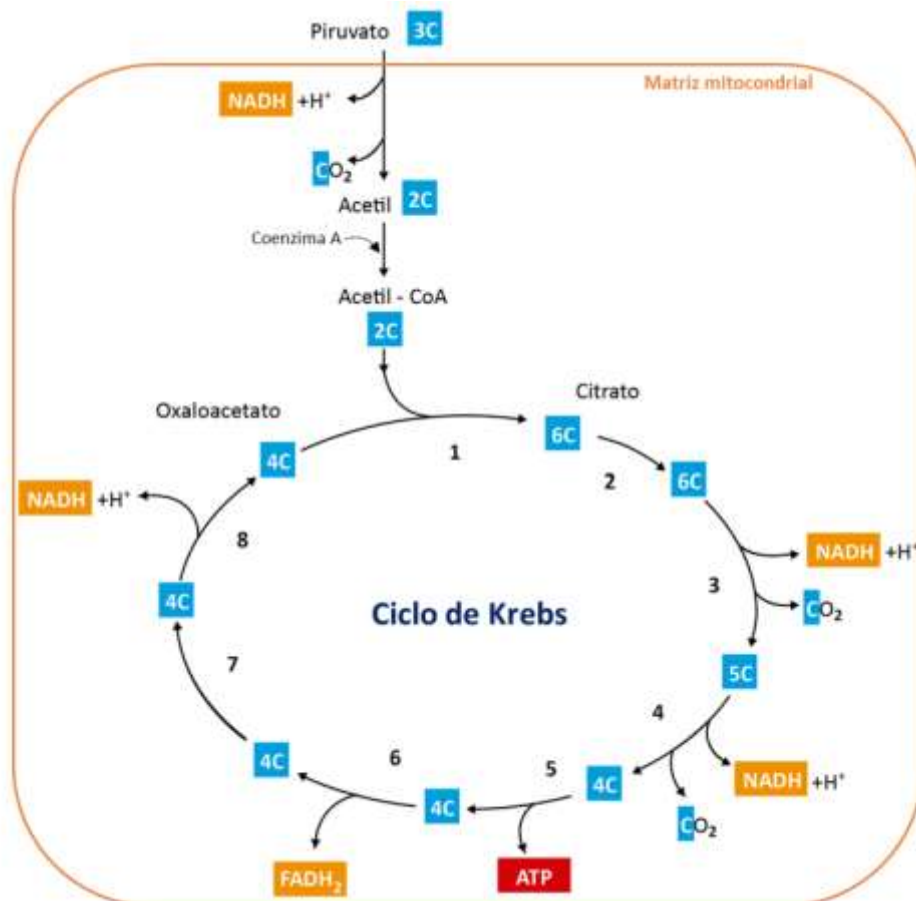 Piruvato 3C
Matriz mitocondrial
NADH +H⁺
CO₂
Acetil 2C
Coenzima A
Acetil - CoA
2C
Citrato
Oxaloacetato
6C
4C
1
2
6C
NADH +H⁺
8
NADH +H⁺
3
4C
Ciclo de Krebs
CO₂
7
5C
4
6
4C
5
4C
NADH +H⁺
4C
CO₂
FADH₂
ATP